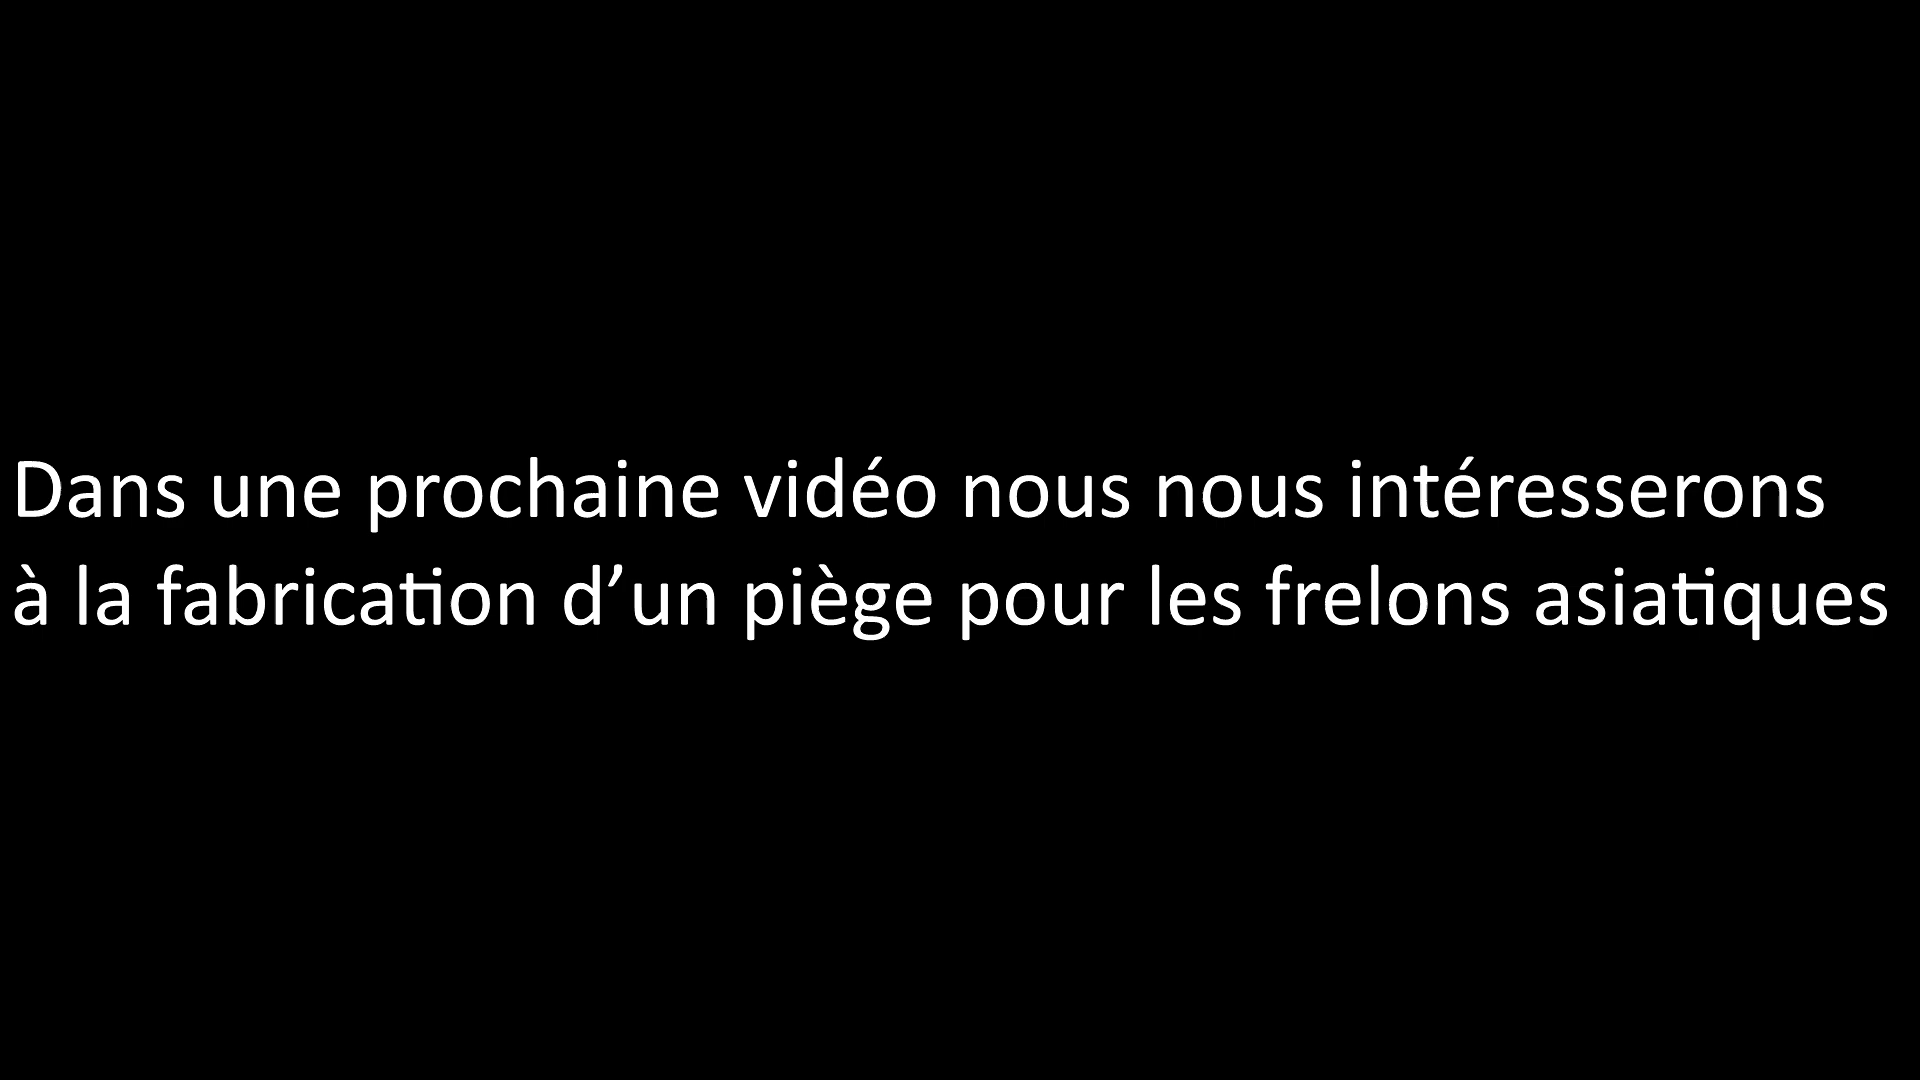 Dans une prochaine vidéo nous nous intéresserons
à la fabrication d’un piège pour les frelons asiatiques